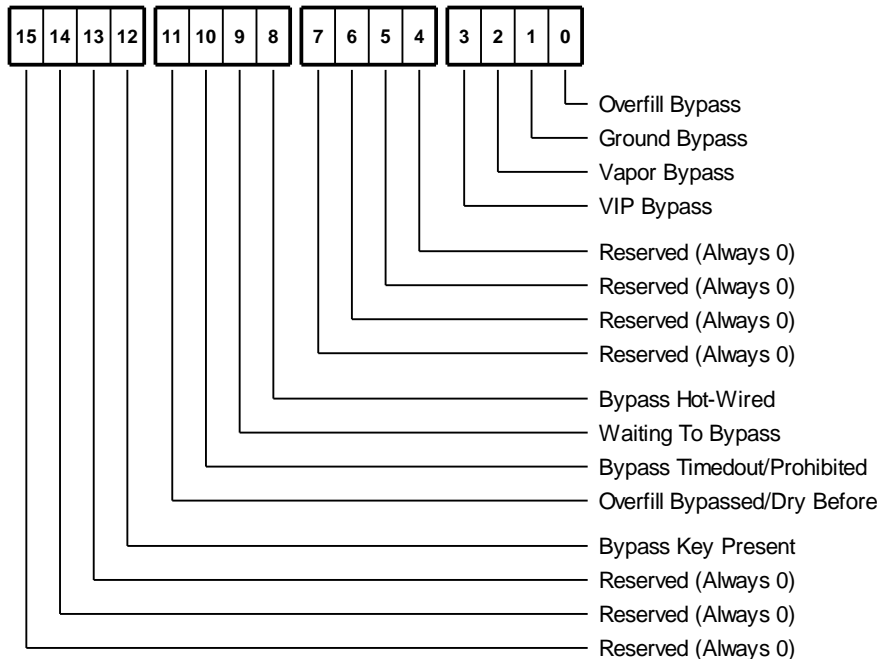 15 14 13 12 11 10 9 8 7 6 5 4 3 2 1 0
Overfill Bypass
Ground Bypass
Vapor Bypass
VIP Bypass
Reserved (Always 0)
Reserved (Always 0)
Reserved (Always 0)
Reserved (Always 0)
Bypass Hot-Wired
Waiting To Bypass
Bypass Timedout/Prohibited
Overfill Bypassed/Dry Before
Bypass Key Present
Reserved (Always 0)
Reserved (Always 0)
Reserved (Always 0)